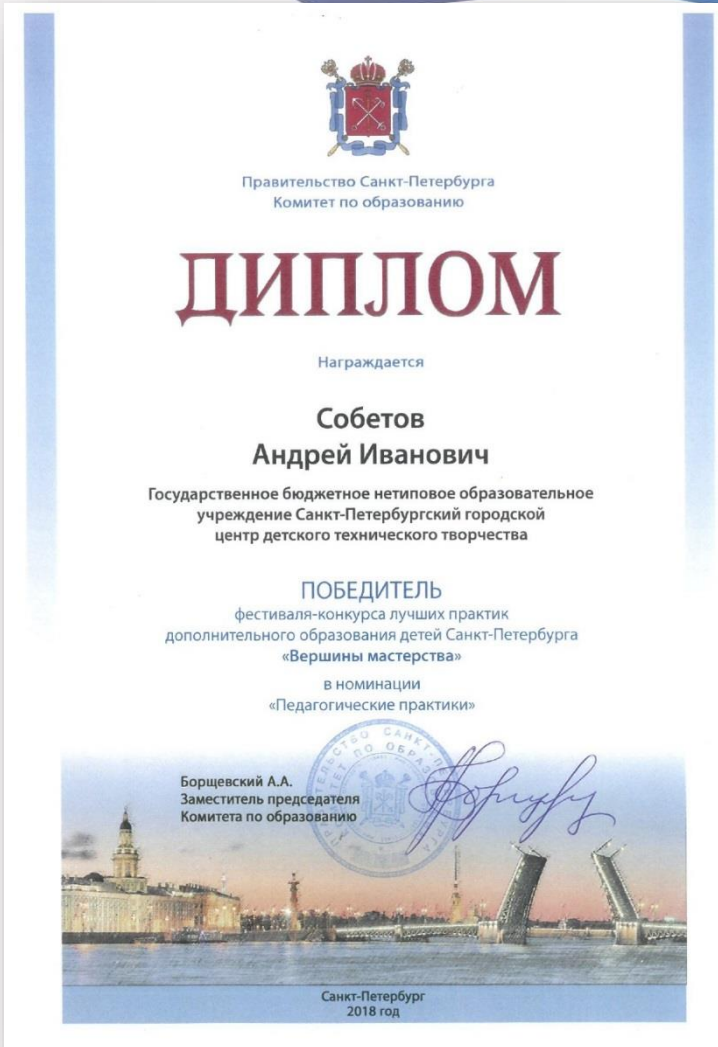 Правительство Санкт-Петербурга
Комитет по образованию
ДИПЛОМ
Награждается
Собетов
Андрей Иванович
Государственное бюджетное нетиповое образовательное
учреждение Санкт-Петербургский городской
центр детского технического творчества
ПОБЕДИТЕЛЬ
фестиваля-конкурса лучших практик
дополнительного образования детей Санкт-Петербурга
«Вершины мастерства»
в номинации
«Педагогические практики»
Борщевский А.А.
Заместитель председателя
Комитета по образованию
Санкт-Петербург
2018 год